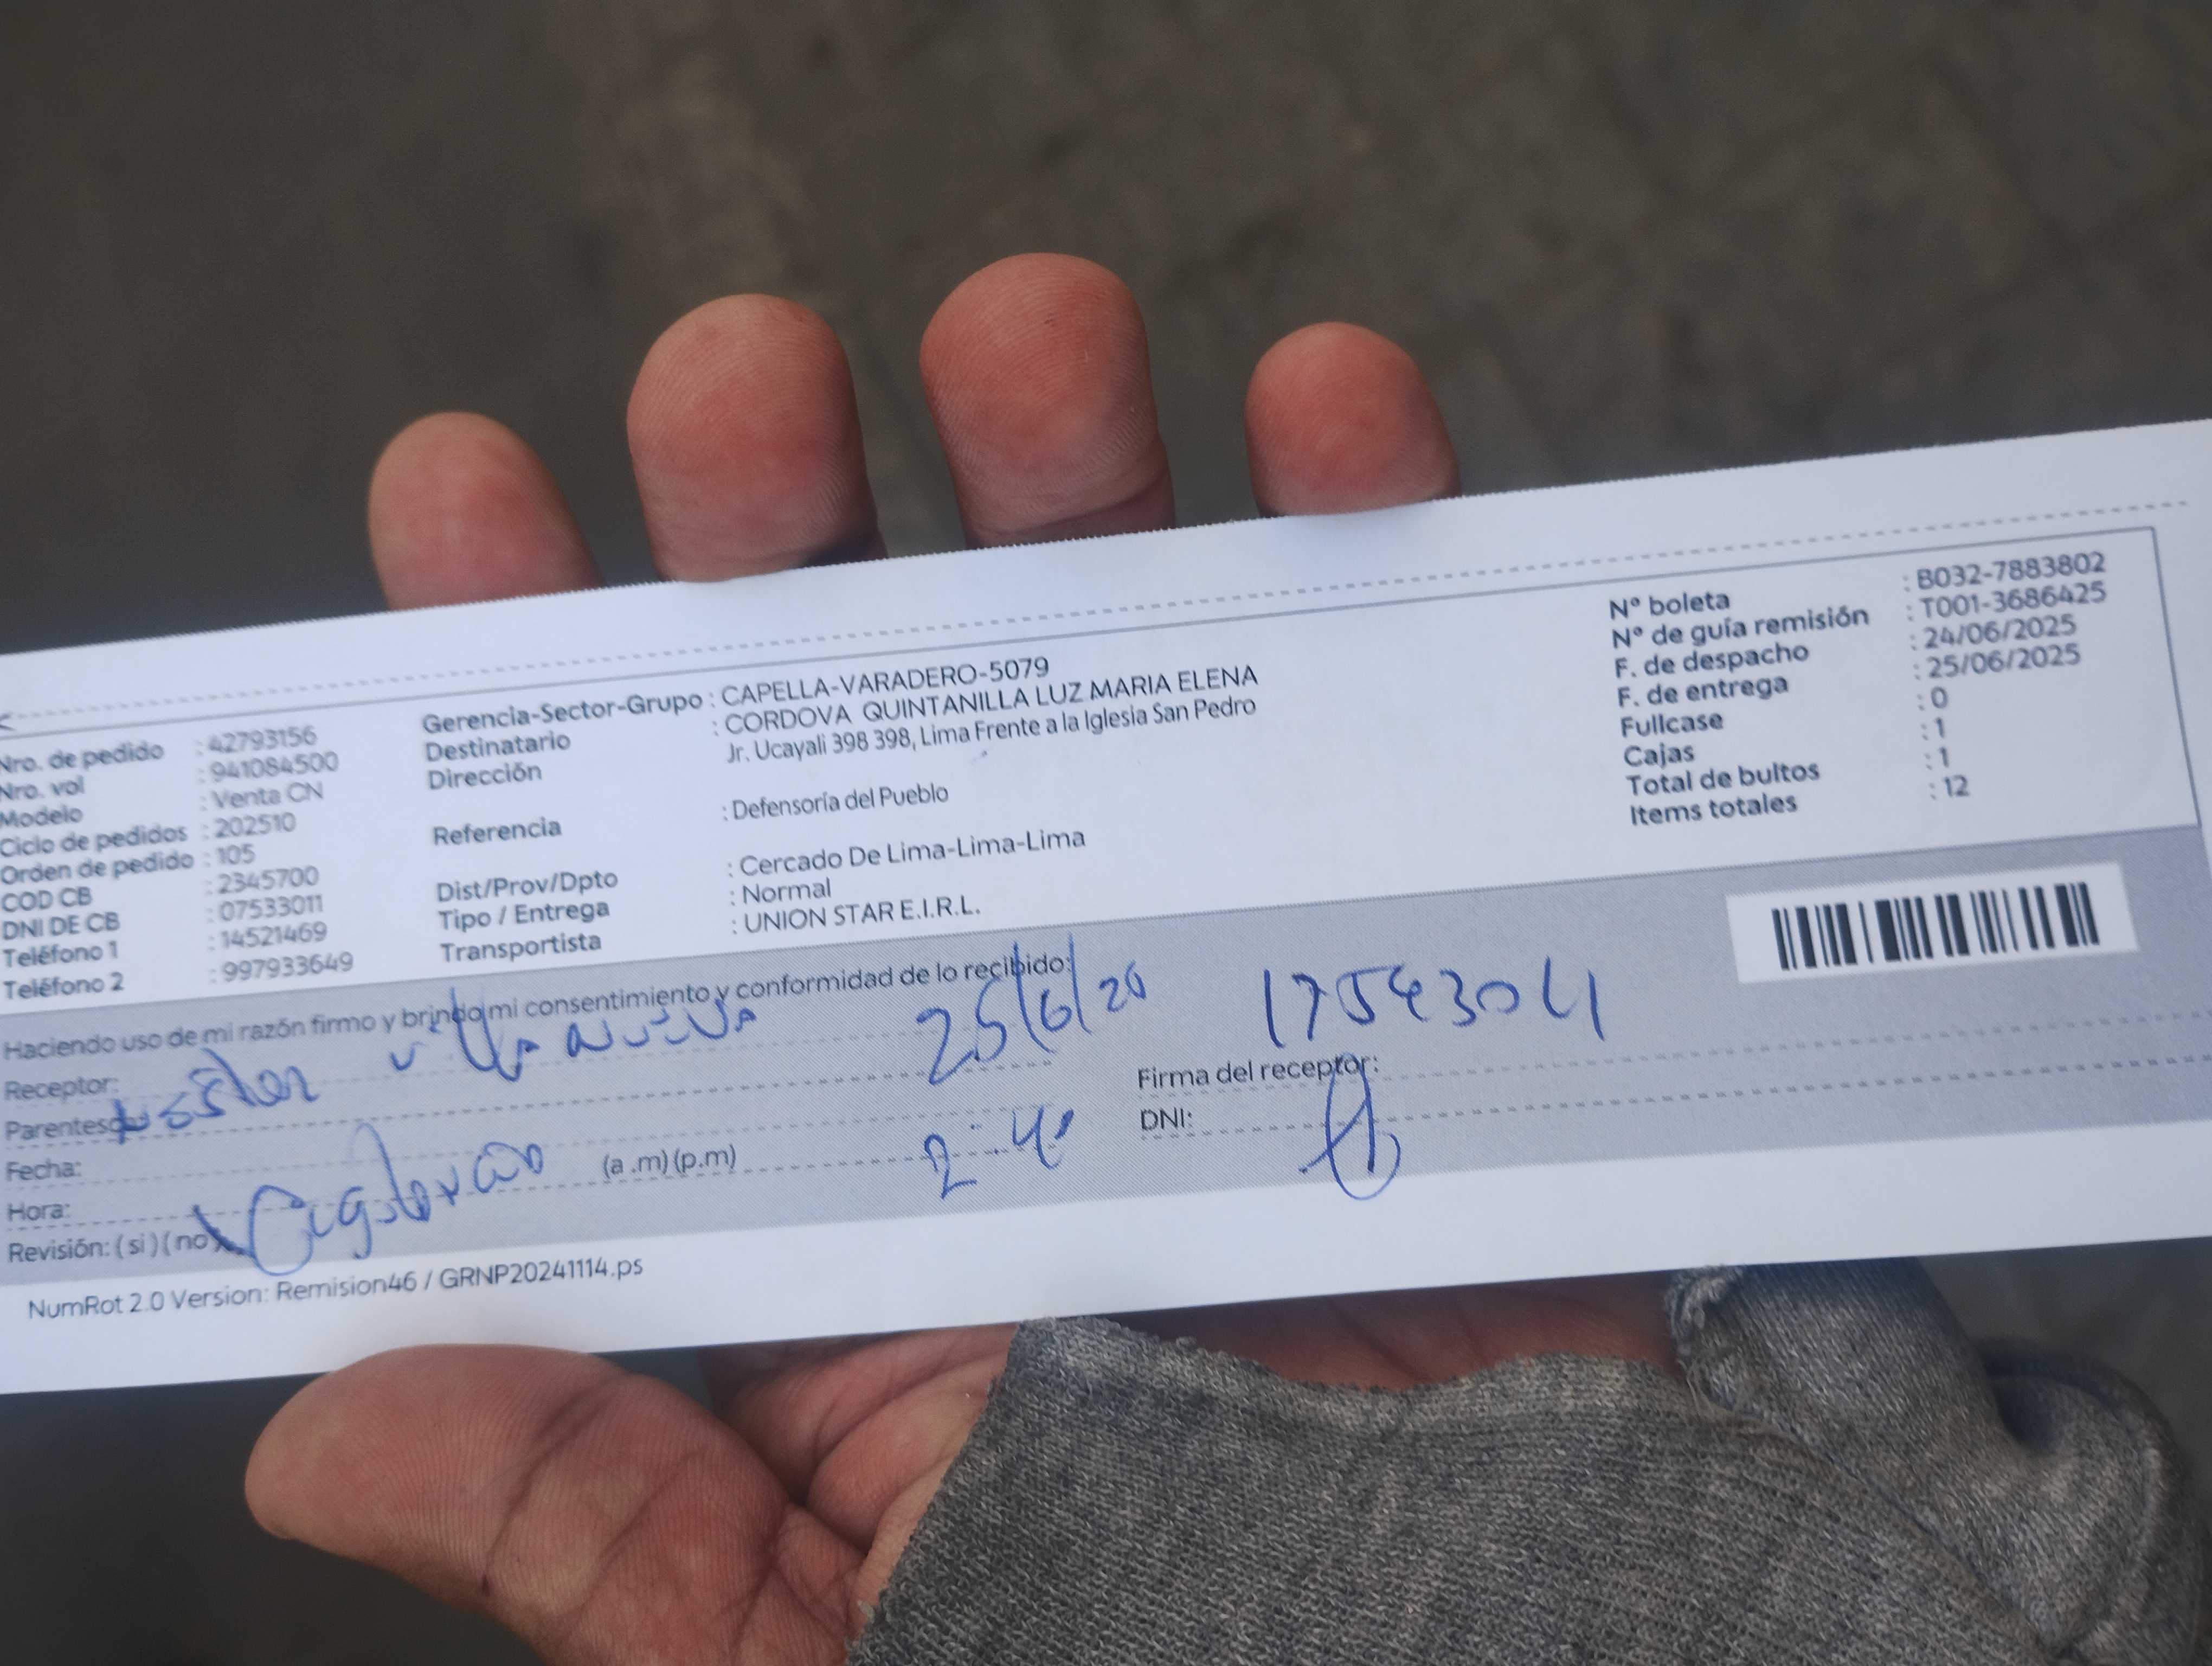 Nro. de pedido : 42793156
Nro. vol : 941084500
Modelo : Venta CN
Ciclo de pedidos : 202510
Orden de pedido : 105
COD CB : 2345700
DNI DE CB : 07533011
Teléfono 1 : 14521469
Teléfono 2 : 997933649
Gerencia-Sector-Grupo : CAPELLA-VARADERO-5079
Destinatario : CORDOVA QUINTANILLA LUZ MARIA ELENA
Dirección Jr. Ucayali 398 398, Lima Frente a la Iglesia San Pedro
Referencia : Defensoría del Pueblo
Dist/Prov/Dpto : Cercado De Lima-Lima-Lima
Tipo / Entrega : Normal
Transportista : UNION STAR E.I.R.L.
Nº boleta : B032-7883802
Nº de guía remisión : T001-3686425
F. de despacho : 24/06/2025
F. de entrega : 25/06/2025
Fullcase : 0
Cajas : 1
Total de bultos : 1
Items totales : 12
Haciendo uso de mi razón firmo y brindo mi consentimiento y conformidad de lo recibido:
Receptor:
Parentesco:
Fecha:
Hora: (a .m) (p.m)
Revisión: ( si ) ( no )
Firma del receptor:
DNI:
NumRot 2.0 Version: Remision46 / GRNP20241114.ps